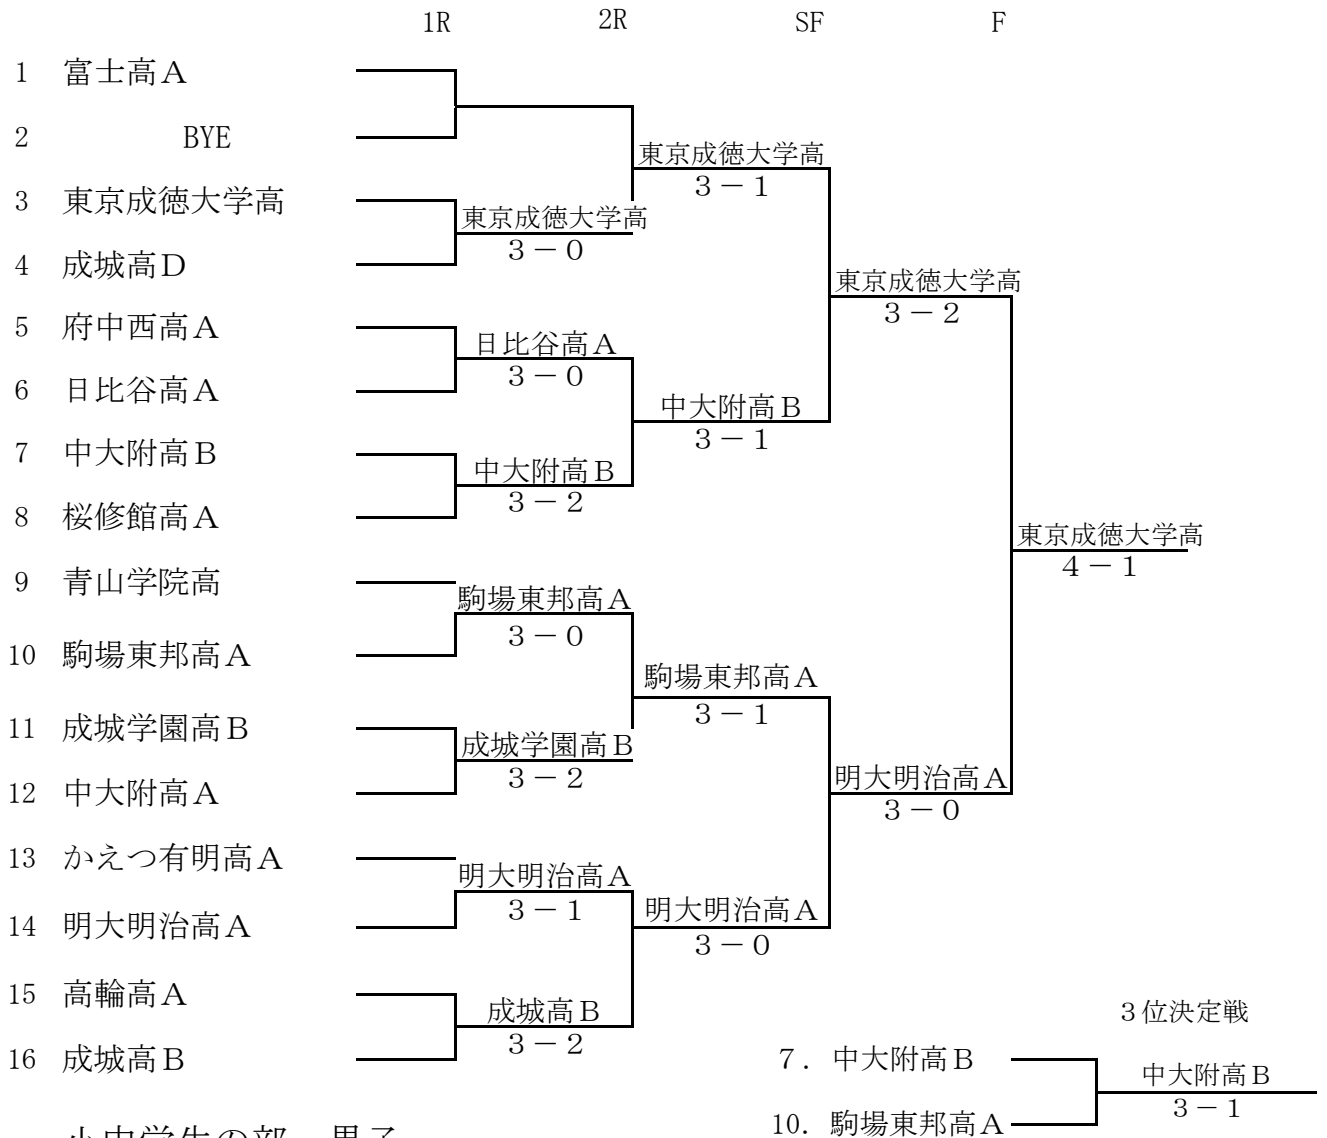 1R 2R SF F
1 富士高Ａ
2 BYE
東京成徳大学高
３－１
3 東京成徳大学高
東京成徳大学高
３－０
4 成城高Ｄ
東京成徳大学高
３－２
5 府中西高Ａ
日比谷高Ａ
３－０
6 日比谷高Ａ
中大附高Ｂ
３－１
7 中大附高Ｂ
中大附高Ｂ
３－２
8 桜修館高Ａ
東京成徳大学高
４－１
9 青山学院高
駒場東邦高Ａ
３－０
10 駒場東邦高Ａ
駒場東邦高Ａ
３－１
11 成城学園高Ｂ
成城学園高Ｂ
３－２
12 中大附高Ａ
明大明治高Ａ
３－０
13 かえつ有明高Ａ
明大明治高Ａ
３－１
14 明大明治高Ａ
明大明治高Ａ
３－０
15 高輪高Ａ
成城高Ｂ
３－２
16 成城高Ｂ
３位決定戦
７．中大附高Ｂ
中大附高Ｂ
３－１
10．駒場東邦高Ａ
小中学生の部 男子